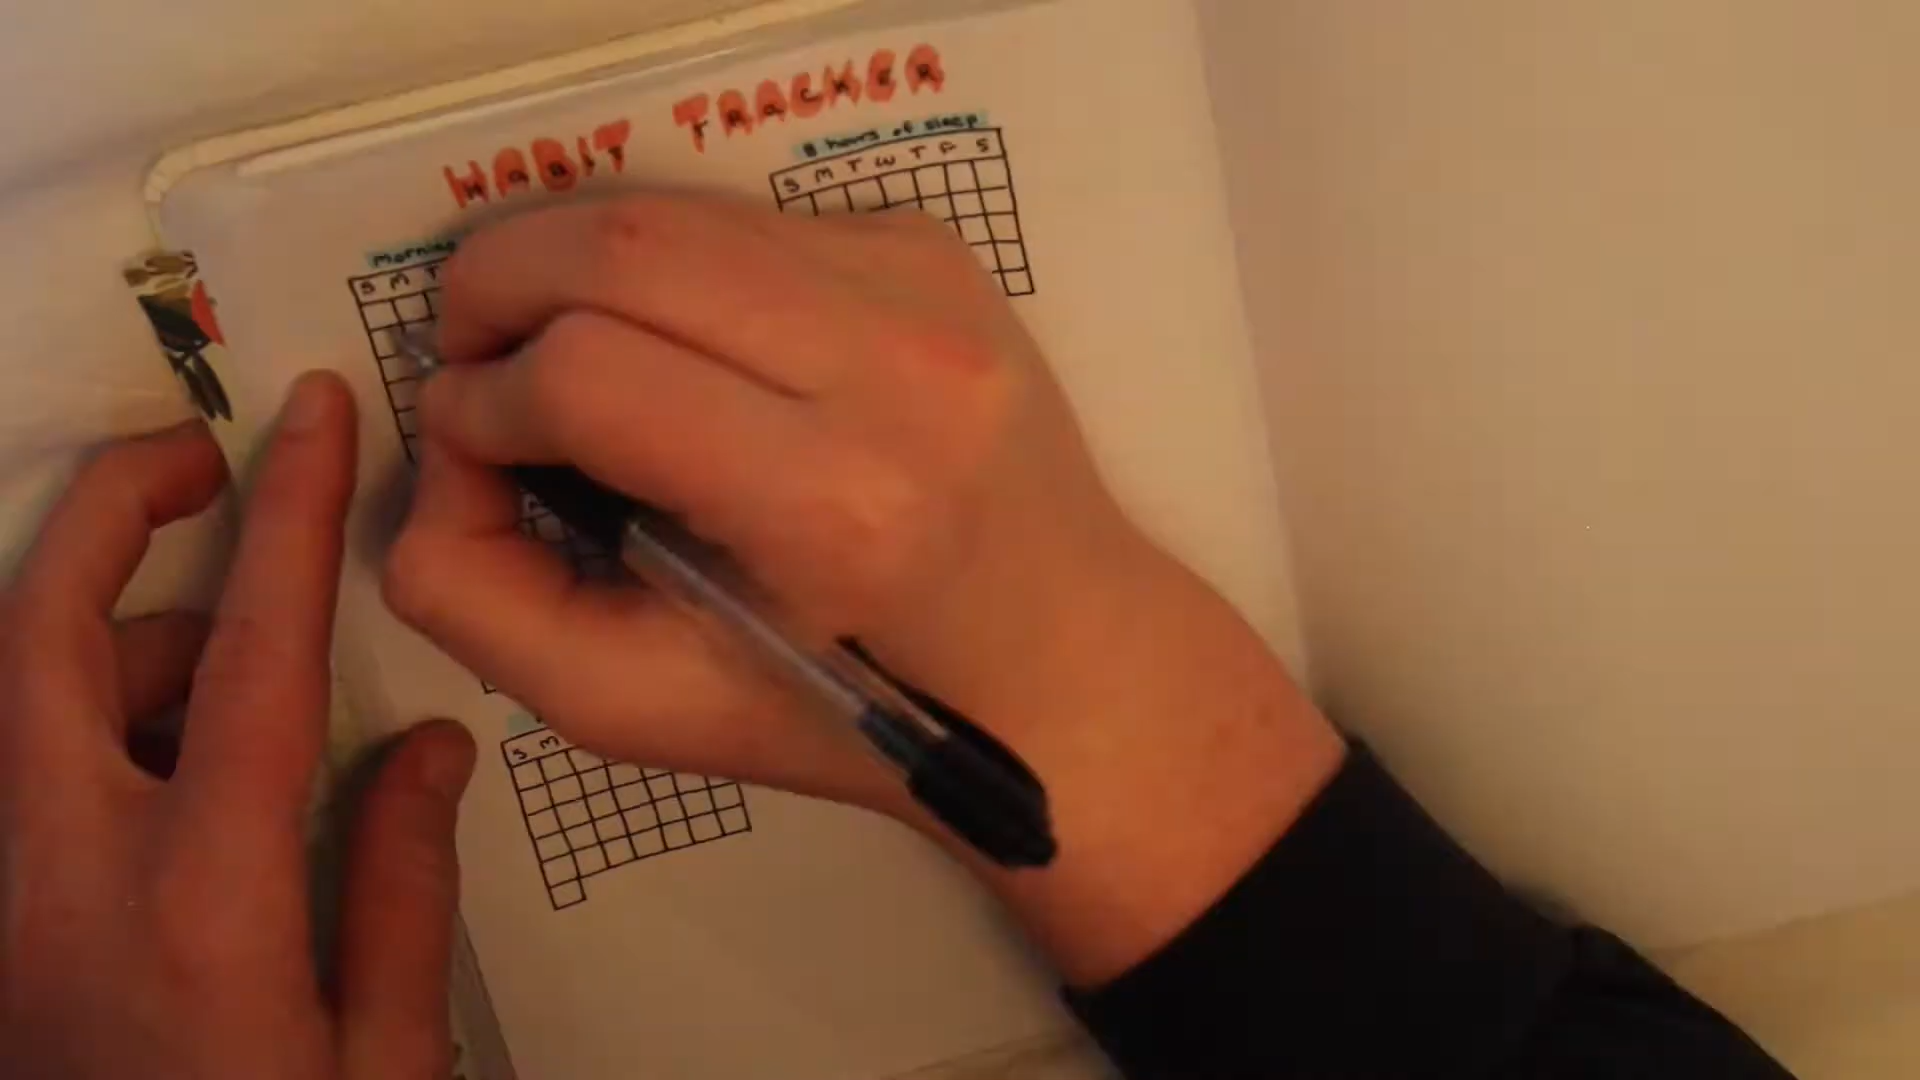 HABIT TRACKER
8 hours of sleep
S M T W T F S
S M T
S M